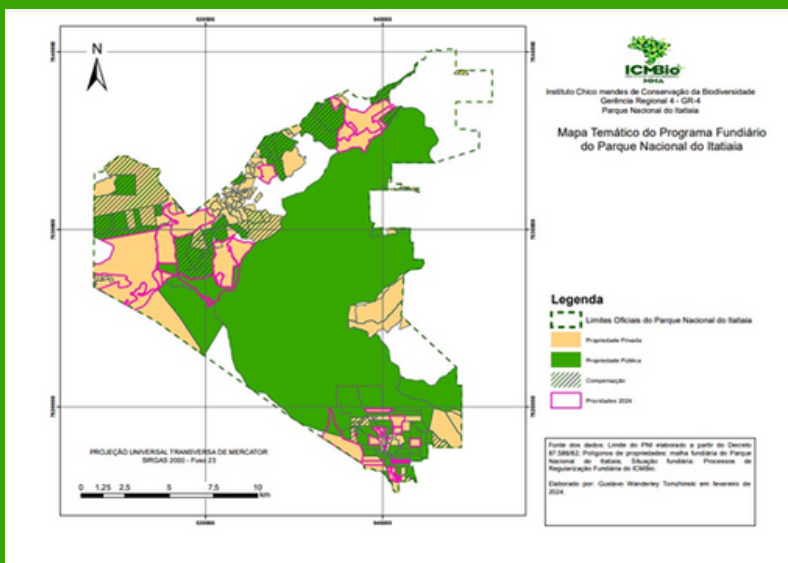 N
ICMBio
MMA
Instituto Chico mendes de Conservação da Biodiversidade
Gerência Regional 4 - GR-4
Parque Nacional do Itatiaia
Mapa Temático do Programa Fundiário
do Parque Nacional do Itatiaia
Legenda
Limites Oficiais do Parque Nacional do Itatiaia
Propriedade Privada
Propriedade Pública
Compensação
Prioridades 2024
PROJEÇÃO UNIVERSAL TRANSVERSA DE MERCATOR
SIRGAS 2000 - Fuso 23
0 1,25 2,5 5 7,5 10
km
Fonte dos dados: Limite do PNI elaborado a partir do Decreto
87.586/82; Polígonos de propriedades: malha fundiária do Parque
Nacional do Itatiaia, Situação fundiária: Processos de
Regularização Fundiária do ICMBio.
Elaborado por: Gustavo Wanderley Tomzhinski em fevereiro de
2024.